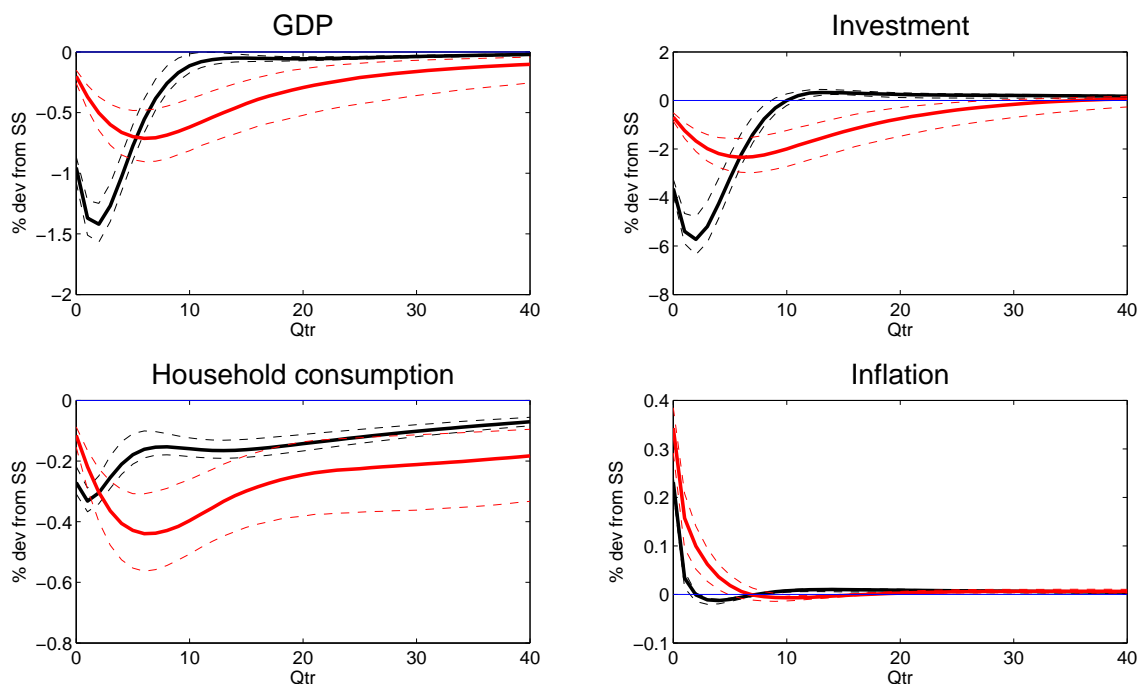 GDP
% dev from SS
0
−0.5
−1
−1.5
−2
0 10 20 30 40
Qtr
Investment
% dev from SS
2
0
−2
−4
−6
−8
0 10 20 30 40
Qtr
Household consumption
% dev from SS
0
−0.2
−0.4
−0.6
−0.8
0 10 20 30 40
Qtr
Inflation
% dev from SS
0.4
0.3
0.2
0.1
0
−0.1
0 10 20 30 40
Qtr